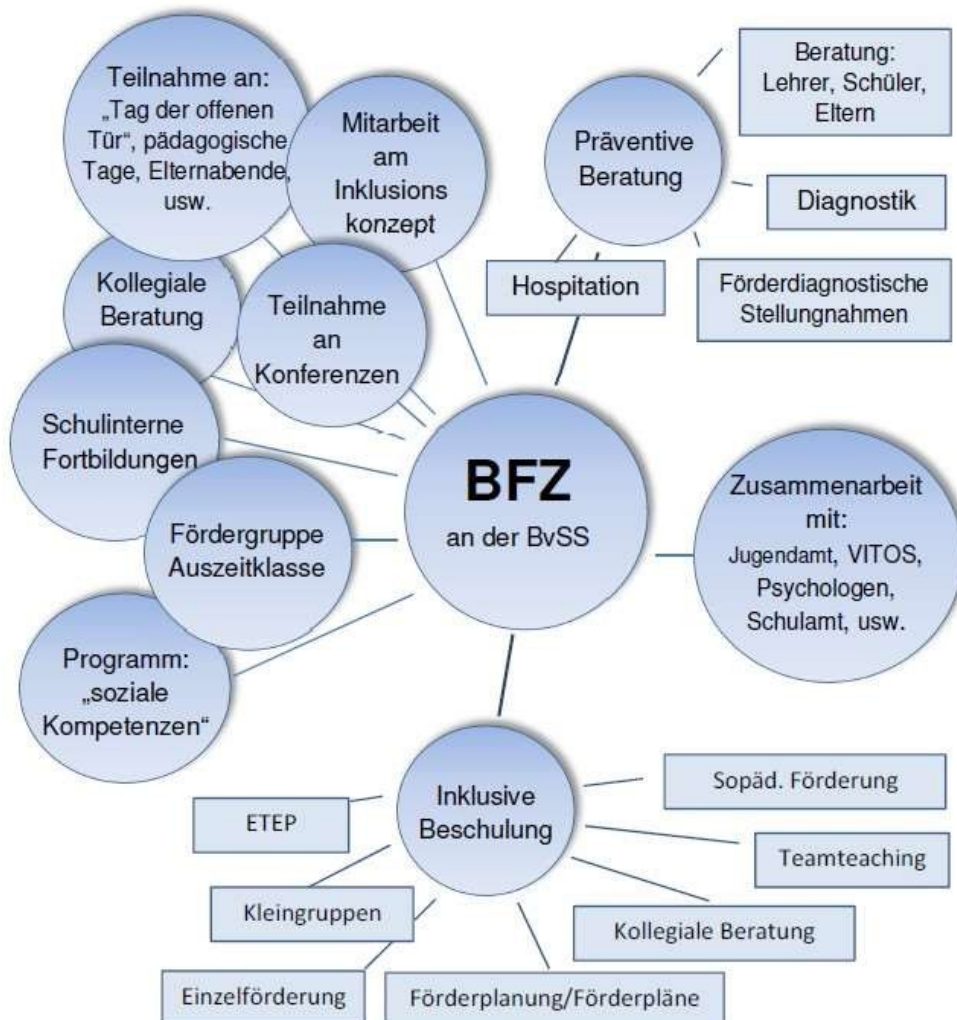 Teilnahme an:
„Tag der offenen
Tür“, pädagogische
Tage, Elternabende,
usw.
Mitarbeit
am
Inklusions
konzept
Präventive
Beratung
Beratung:
Lehrer, Schüler,
Eltern
Diagnostik
Förderdiagnostische
Stellungnahmen
Hospitation
Kollegiale
Beratung
Teilnahme
an
Konferenzen
Schulinterne
Fortbildungen
Fördergruppe
Auszeitklasse
Programm:
„soziale
Kompetenzen“
BFZ
an der BvSS
Zusammenarbeit
mit:
Jugendamt, VITOS,
Psychologen,
Schulamt, usw.
Inklusive
Beschulung
ETEP
Kleingruppen
Einzelförderung
Förderplanung/Förderpläne
Kollegiale Beratung
Teamteaching
Sopäd. Förderung